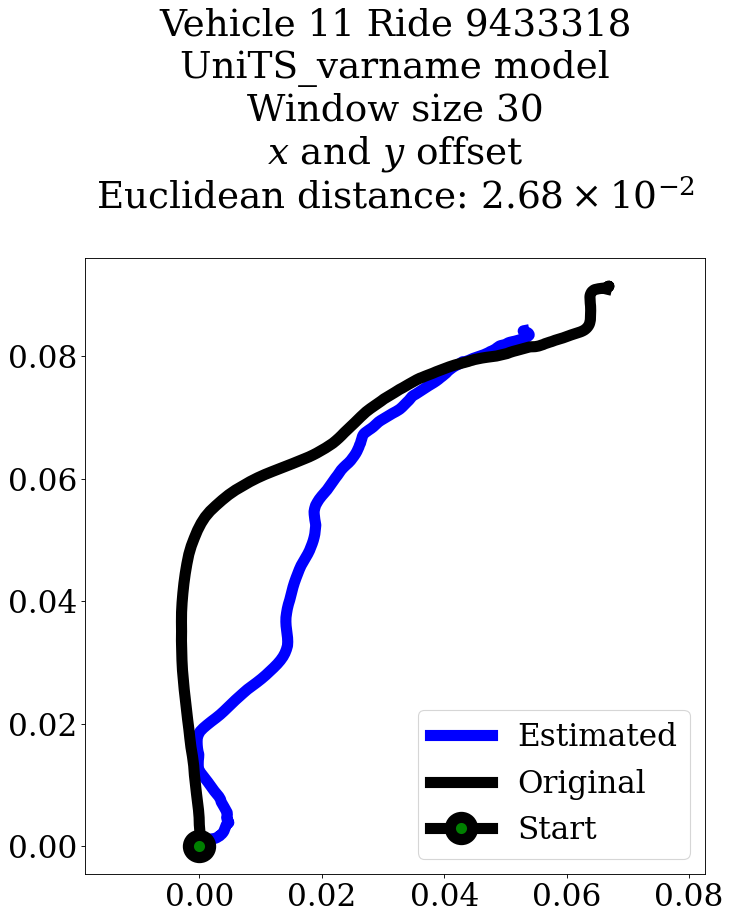 Vehicle 11 Ride 9433318
UniTS_varname model
Window size 30
x and y offset
Euclidean distance: 2.68 × 10⁻²
0.08
0.06
0.04
0.02
0.00
Estimated
Original
Start
0.00 0.02 0.04 0.06 0.08